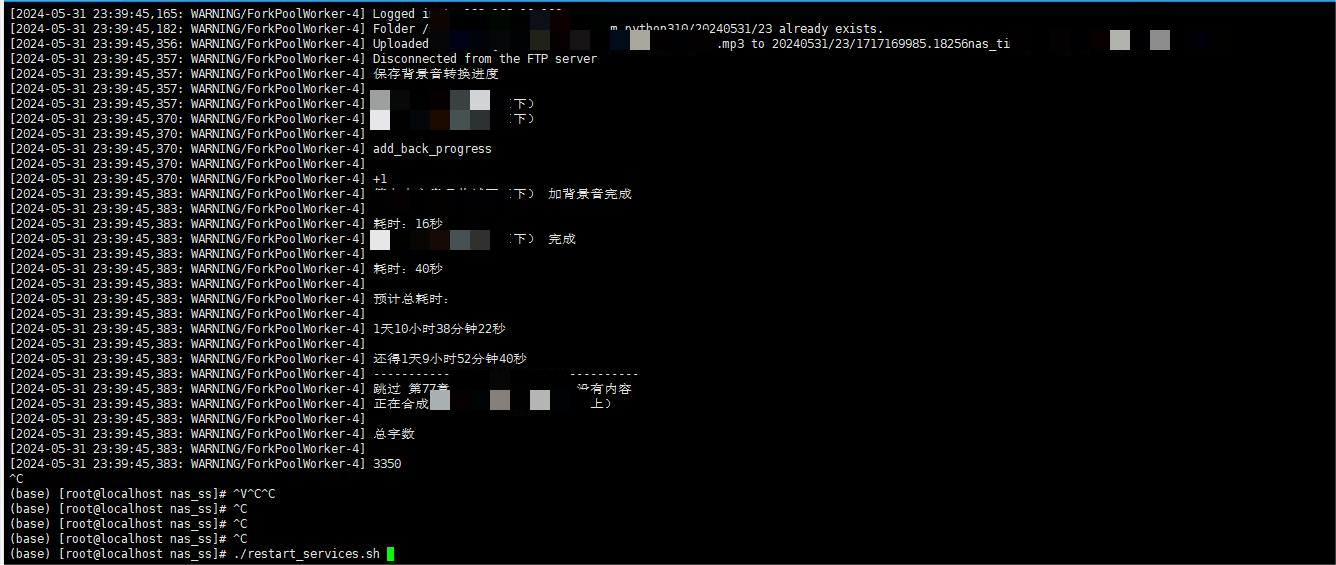 [2024-05-31 23:39:45,165: WARNING/ForkPoolWorker-4] Logged in
[2024-05-31 23:39:45,182: WARNING/ForkPoolWorker-4] Folder / m_python310/20240531/23 already exists.
[2024-05-31 23:39:45,356: WARNING/ForkPoolWorker-4] Uploaded .mp3 to 20240531/23/1717169985.18256nas_ti
[2024-05-31 23:39:45,357: WARNING/ForkPoolWorker-4] Disconnected from the FTP server
[2024-05-31 23:39:45,357: WARNING/ForkPoolWorker-4] 保存背景音转换进度
[2024-05-31 23:39:45,357: WARNING/ForkPoolWorker-4]
[2024-05-31 23:39:45,357: WARNING/ForkPoolWorker-4] （下）
[2024-05-31 23:39:45,370: WARNING/ForkPoolWorker-4] （下）
[2024-05-31 23:39:45,370: WARNING/ForkPoolWorker-4]
[2024-05-31 23:39:45,370: WARNING/ForkPoolWorker-4] add_back_progress
[2024-05-31 23:39:45,370: WARNING/ForkPoolWorker-4]
[2024-05-31 23:39:45,370: WARNING/ForkPoolWorker-4] +1
[2024-05-31 23:39:45,383: WARNING/ForkPoolWorker-4] （下） 加背景音完成
[2024-05-31 23:39:45,383: WARNING/ForkPoolWorker-4]
[2024-05-31 23:39:45,383: WARNING/ForkPoolWorker-4] 耗时：16秒
[2024-05-31 23:39:45,383: WARNING/ForkPoolWorker-4] （下） 完成
[2024-05-31 23:39:45,383: WARNING/ForkPoolWorker-4]
[2024-05-31 23:39:45,383: WARNING/ForkPoolWorker-4] 耗时：40秒
[2024-05-31 23:39:45,383: WARNING/ForkPoolWorker-4]
[2024-05-31 23:39:45,383: WARNING/ForkPoolWorker-4] 预计总耗时：
[2024-05-31 23:39:45,383: WARNING/ForkPoolWorker-4]
[2024-05-31 23:39:45,383: WARNING/ForkPoolWorker-4] 1天10小时38分钟22秒
[2024-05-31 23:39:45,383: WARNING/ForkPoolWorker-4]
[2024-05-31 23:39:45,383: WARNING/ForkPoolWorker-4] 还得1天9小时52分钟40秒
[2024-05-31 23:39:45,383: WARNING/ForkPoolWorker-4] ----------- ----------
[2024-05-31 23:39:45,383: WARNING/ForkPoolWorker-4] 跳过 第77章 没有内容
[2024-05-31 23:39:45,383: WARNING/ForkPoolWorker-4] 正在合成 上）
[2024-05-31 23:39:45,383: WARNING/ForkPoolWorker-4]
[2024-05-31 23:39:45,383: WARNING/ForkPoolWorker-4] 总字数
[2024-05-31 23:39:45,383: WARNING/ForkPoolWorker-4]
[2024-05-31 23:39:45,383: WARNING/ForkPoolWorker-4] 3350
^C
(base) [root@localhost nas_ss]# ^V^C^C
(base) [root@localhost nas_ss]# ^C
(base) [root@localhost nas_ss]# ^C
(base) [root@localhost nas_ss]# ^C
(base) [root@localhost nas_ss]# ./restart_services.sh